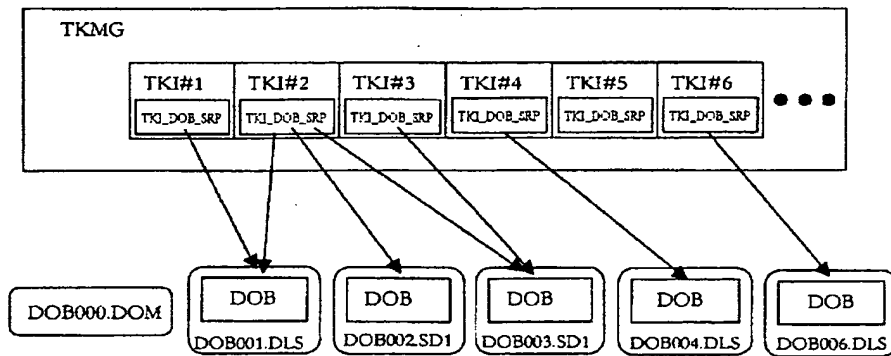 TKMG
TKI#1 TKI#2 TKI#3 TKI#4 TKI#5 TKI#6
TKI_DOB_SRP TKI_DOB_SRP TKI_DOB_SRP TKI_DOB_SRP TKI_DOB_SRP TKI_DOB_SRP
DOB DOB DOB DOB DOB
DOB000.DOM
DOB001.DLS DOB002.SD1 DOB003.SD1 DOB004.DLS DOB006.DLS